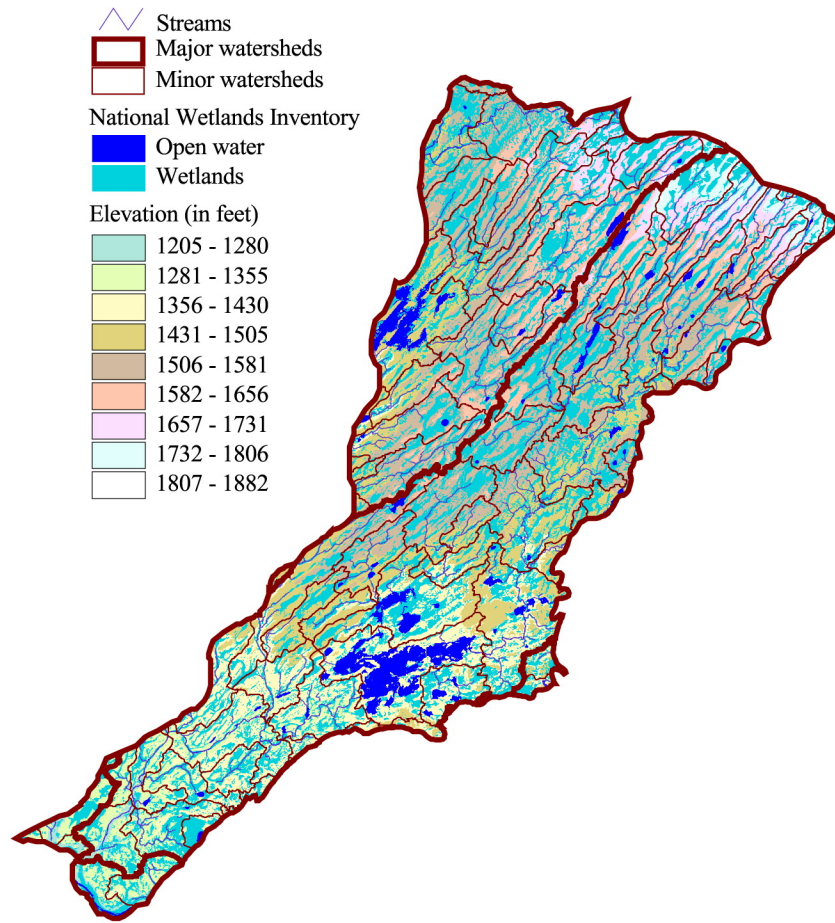 Streams
Major watersheds
Minor watersheds
National Wetlands Inventory
Open water
Wetlands
Elevation (in feet)
1205 - 1280
1281 - 1355
1356 - 1430
1431 - 1505
1506 - 1581
1582 - 1656
1657 - 1731
1732 - 1806
1807 - 1882